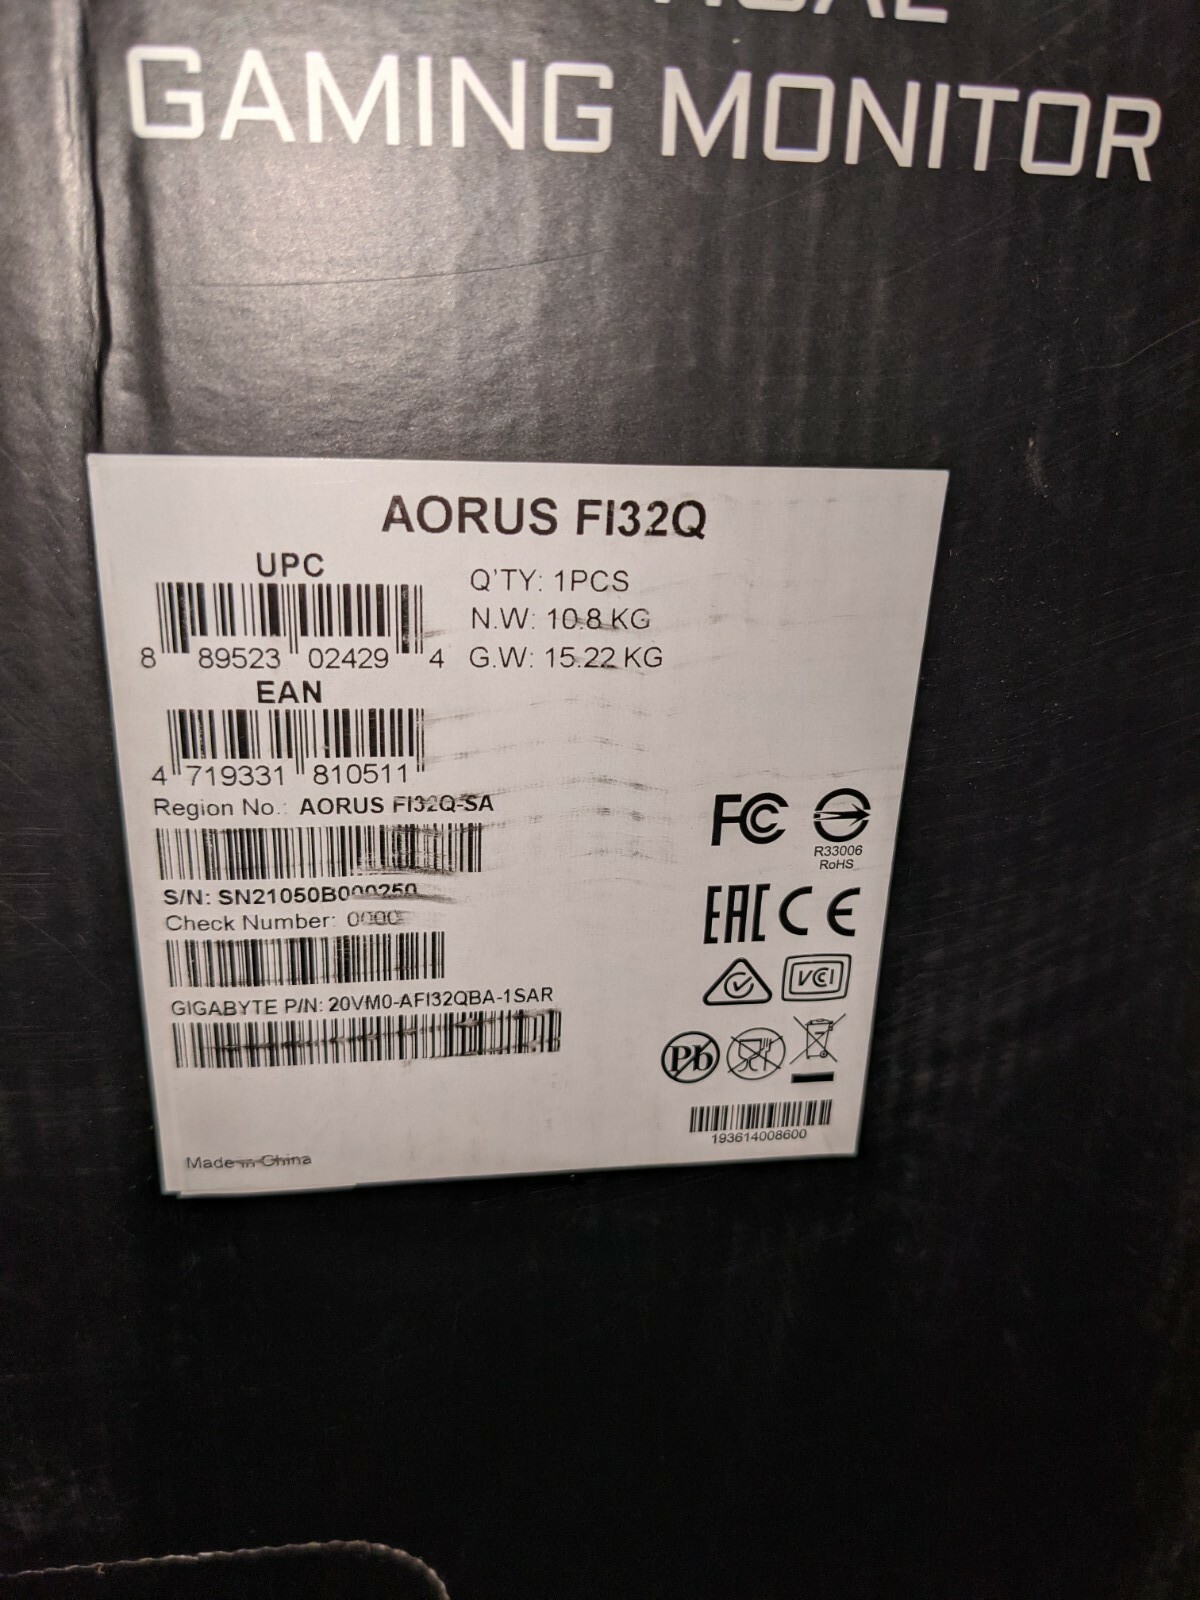 GAMING MONITOR
AORUS FI32Q
UPC
8 89523 02429 4
Q'TY: 1PCS
N.W: 10.8 KG
G.W: 15.22 KG
EAN
4 719331 810511
Region No.: AORUS FI32Q-SA
S/N: SN21050B000250
Check Number: 0000
GIGABYTE P/N: 20VM0-AFI32QBA-1SAR
Made in China
FC
R33006
RoHS
EAC CE
VCI
Pb
193614008600